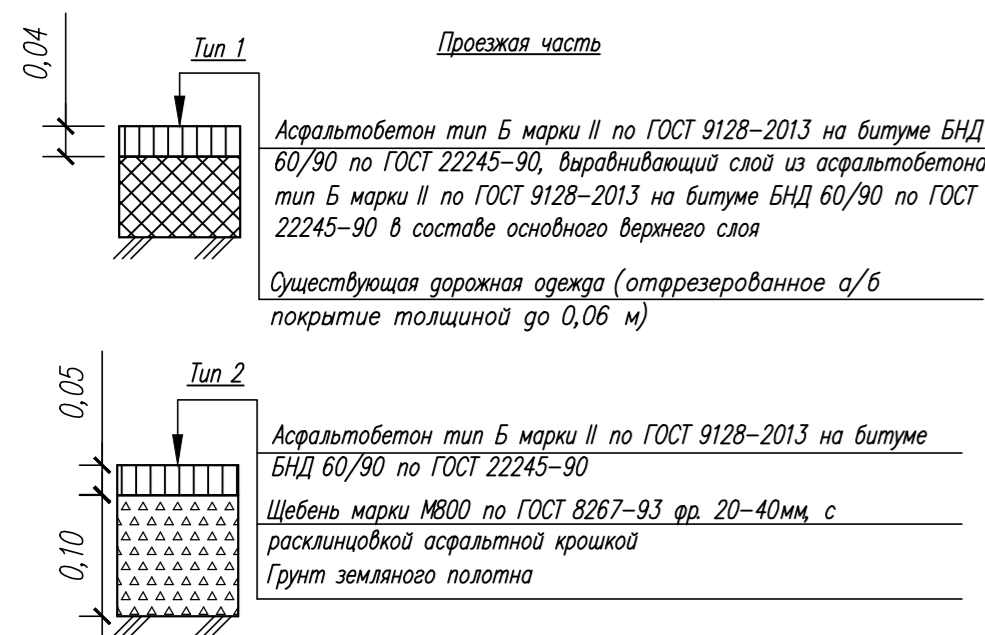 0,04
Тип 1
Проезжая часть
Асфальтобетон тип Б марки II по ГОСТ 9128-2013 на битуме БНД
60/90 по ГОСТ 22245-90, выравнивающий слой из асфальтобетона
тип Б марки II по ГОСТ 9128-2013 на битуме БНД 60/90 по ГОСТ
22245-90 в составе основного верхнего слоя
Существующая дорожная одежда (отфрезерованное а/б
покрытие толщиной до 0,06 м)
0,05
Тип 2
Асфальтобетон тип Б марки II по ГОСТ 9128-2013 на битуме
БНД 60/90 по ГОСТ 22245-90
Щебень марки М800 по ГОСТ 8267-93 фр. 20-40мм, с
расклинцовкой асфальтной крошкой
0,10
Грунт земляного полотна